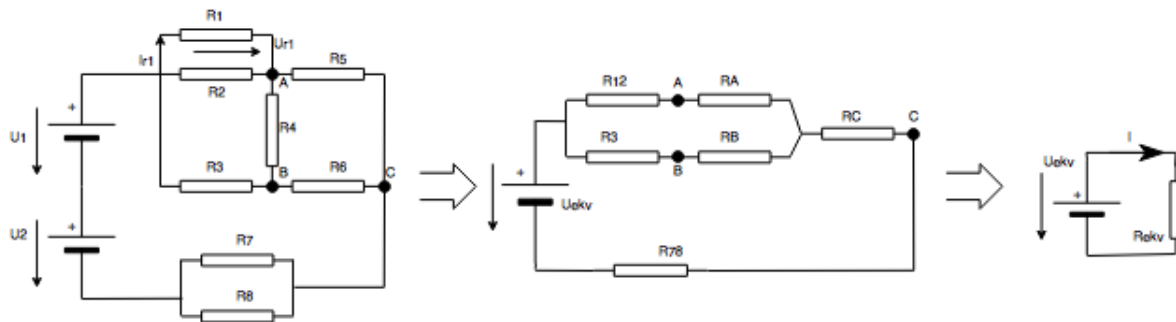 R1
Ur1
Ir1
R5
A
R2
+
U1
R4
R3
B
R6
C
+
U2
R7
R8
A
R12
RA
RC
C
R3
RB
B
+
Uekv
R78
I
Uekv
+
Rekv